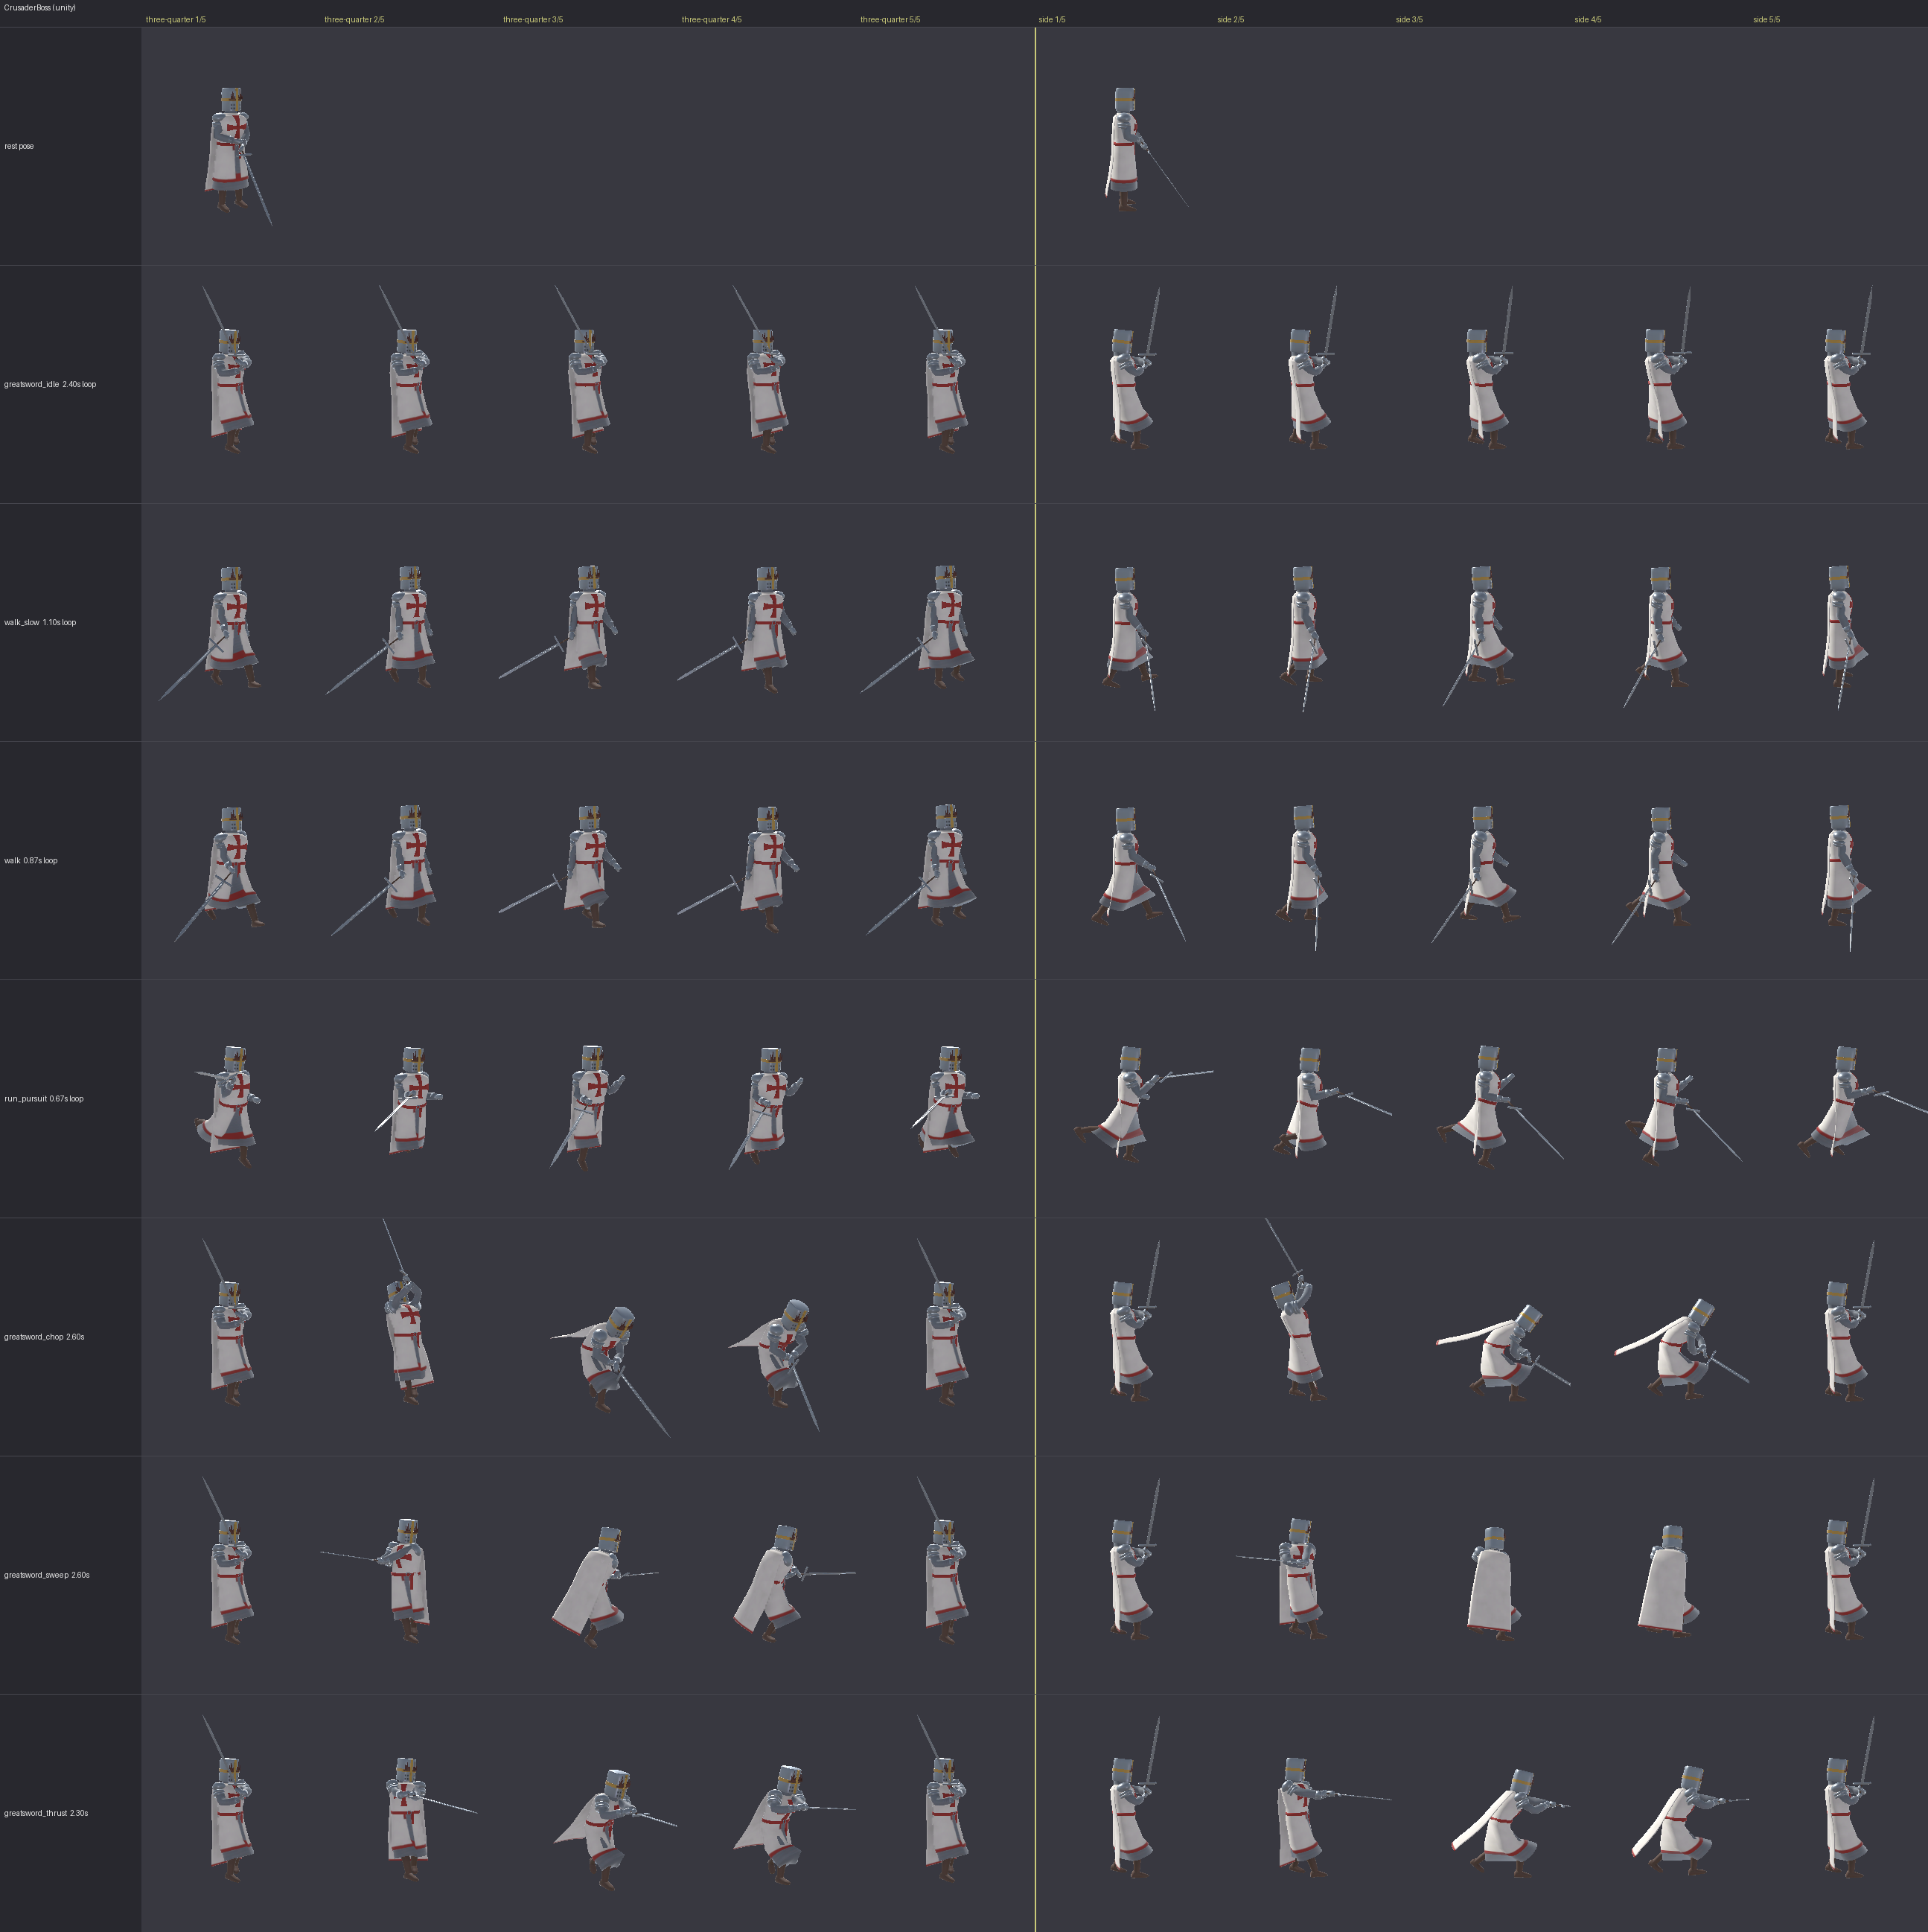 CrusaderBoss (unity)
three-quarter 1/5 three-quarter 2/5 three-quarter 3/5 three-quarter 4/5 three-quarter 5/5 side 1/5 side 2/5 side 3/5 side 4/5 side 5/5
rest pose
greatsword_idle 2.40s loop
walk_slow 1.10s loop
walk 0.87s loop
run_pursuit 0.67s loop
greatsword_chop 2.60s
greatsword_sweep 2.60s
greatsword_thrust 2.30s